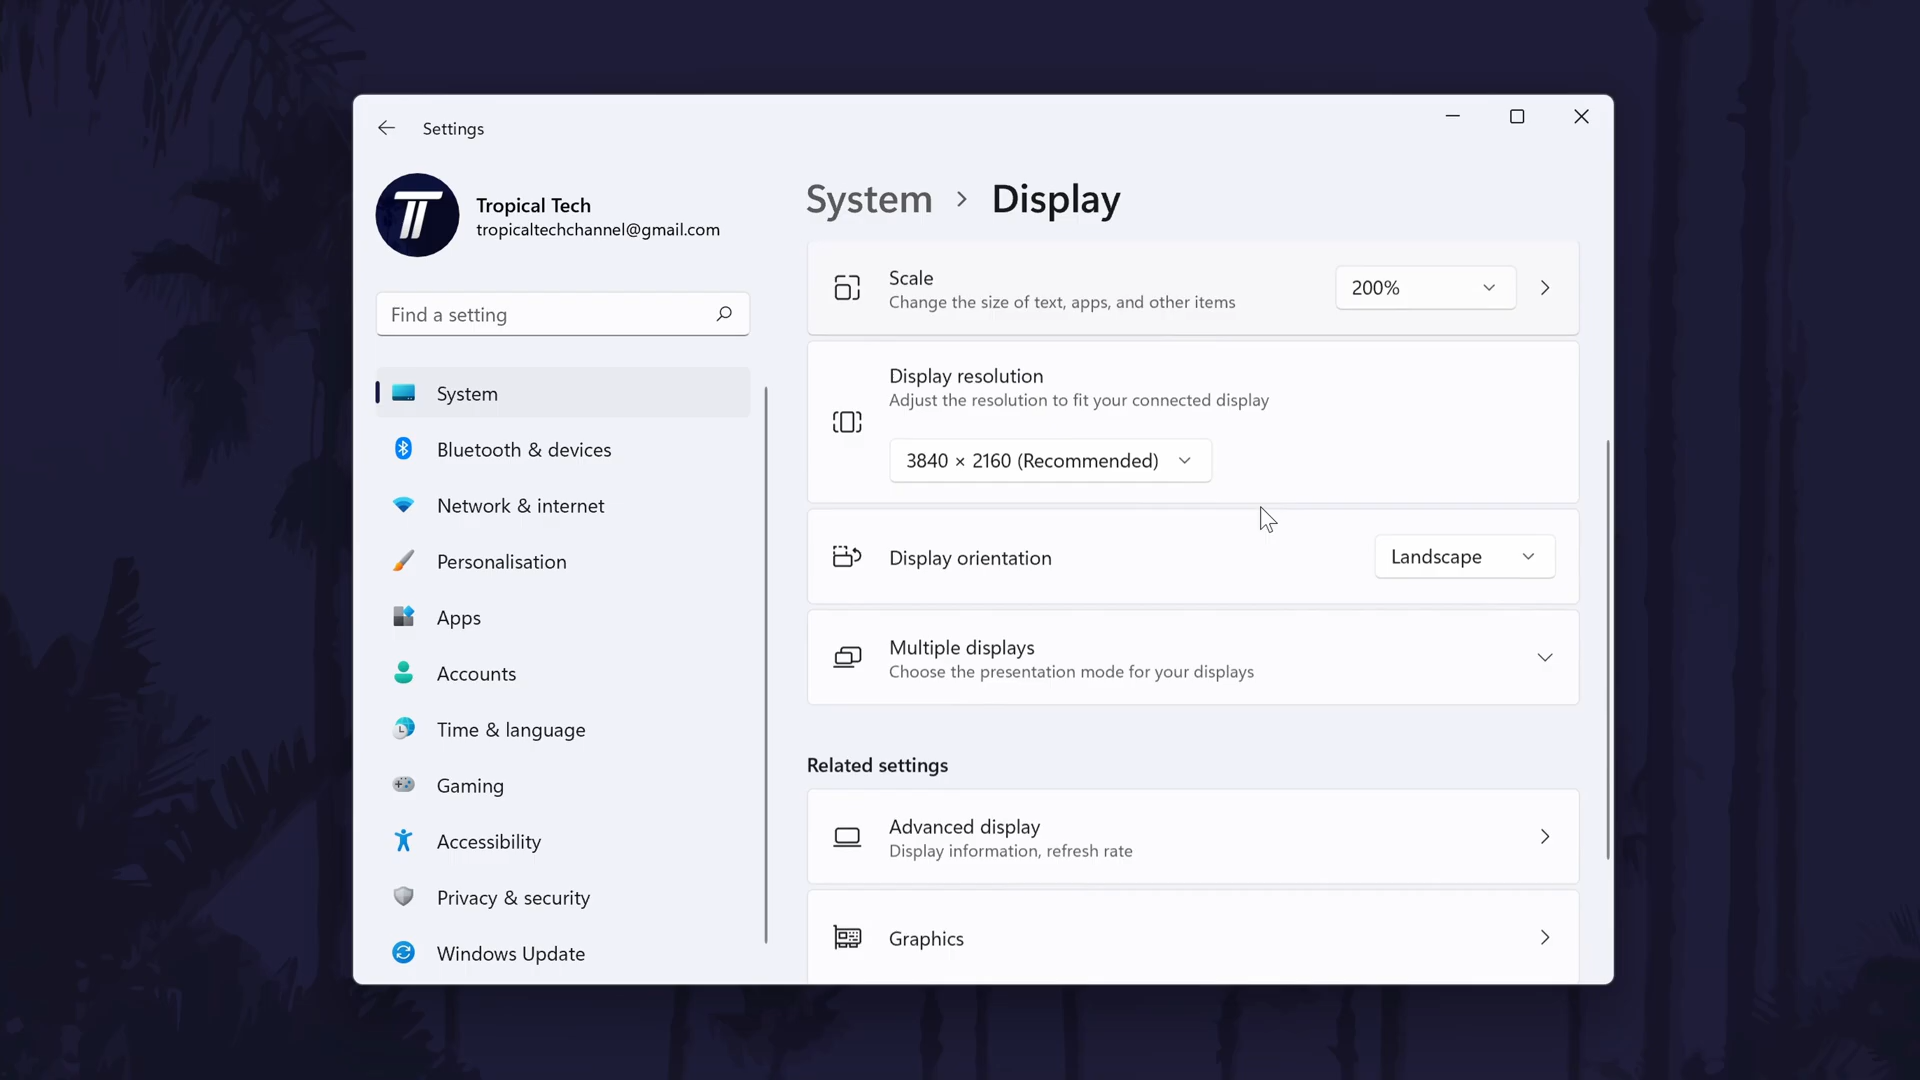 Settings
Tropical Tech
tropicaltechchannel@gmail.com
Find a setting
System
Bluetooth & devices
Network & internet
Personalisation
Apps
Accounts
Time & language
Gaming
Accessibility
Privacy & security
Windows Update
System > Display
Scale
Change the size of text, apps, and other items
200%
Display resolution
Adjust the resolution to fit your connected display
3840 × 2160 (Recommended)
Display orientation
Landscape
Multiple displays
Choose the presentation mode for your displays
Related settings
Advanced display
Display information, refresh rate
Graphics